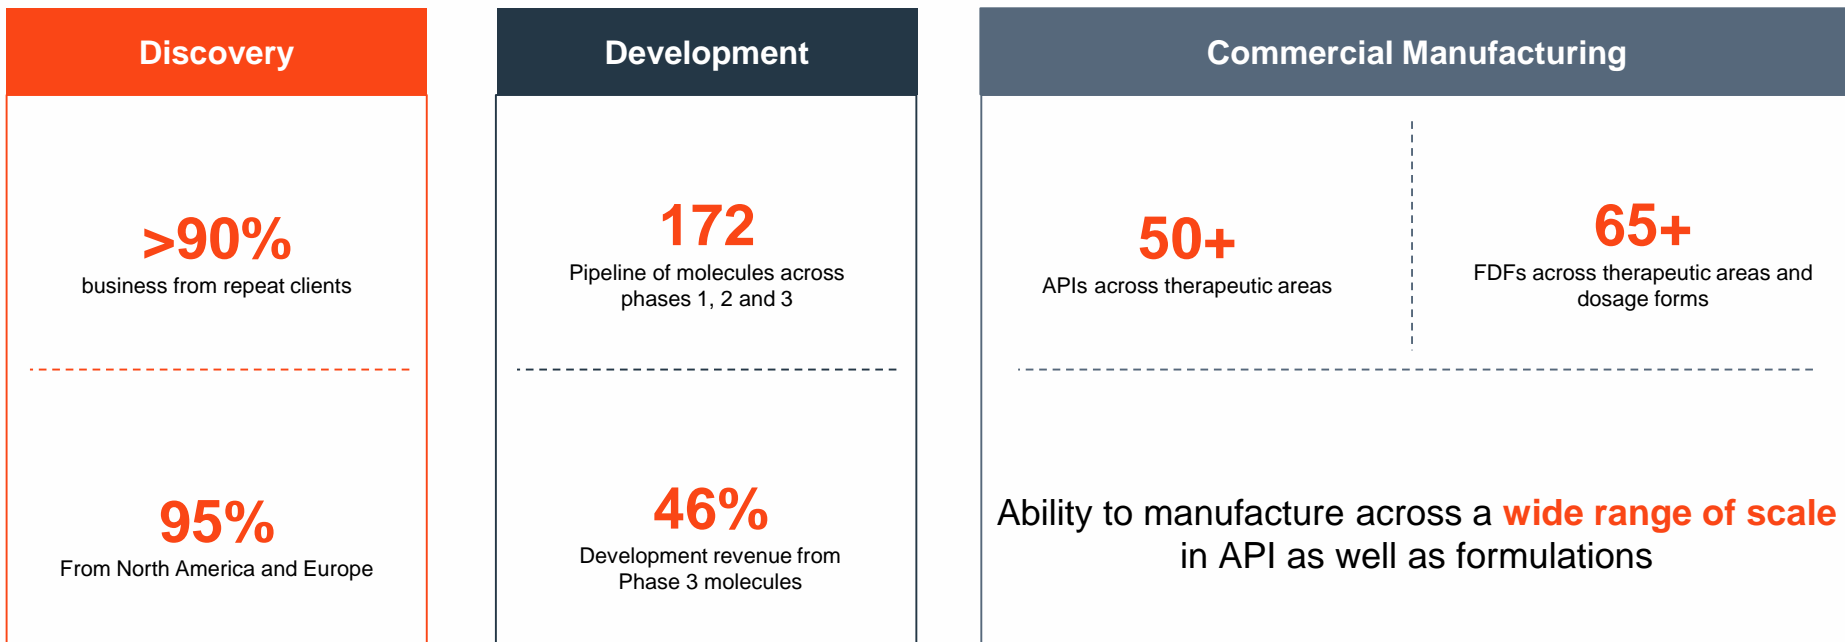 Discovery
>90%
business from repeat clients
95%
From North America and Europe
Development
172
Pipeline of molecules across
phases 1, 2 and 3
46%
Development revenue from
Phase 3 molecules
Commercial Manufacturing
50+
APIs across therapeutic areas
65+
FDFs across therapeutic areas and
dosage forms
Ability to manufacture across a wide range of scale
in API as well as formulations